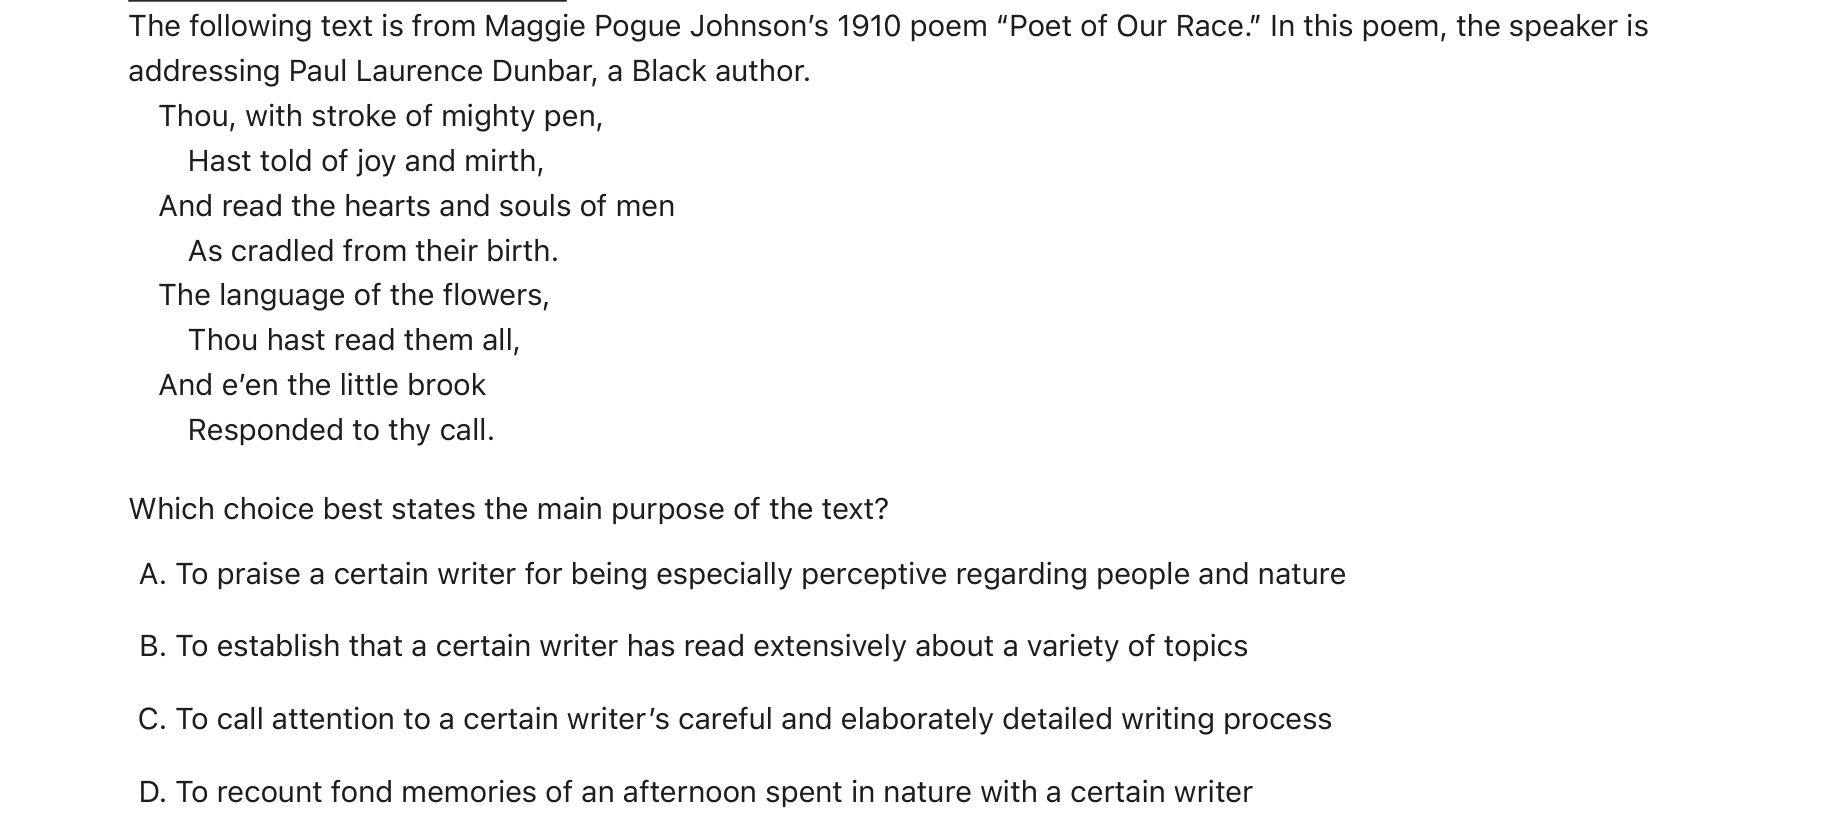 The following text is from Maggie Pogue Johnson’s 1910 poem “Poet of Our Race.” In this poem, the speaker is
addressing Paul Laurence Dunbar, a Black author.
Thou, with stroke of mighty pen,
Hast told of joy and mirth,
And read the hearts and souls of men
As cradled from their birth.
The language of the flowers,
Thou hast read them all,
And e’en the little brook
Responded to thy call.
Which choice best states the main purpose of the text?
A. To praise a certain writer for being especially perceptive regarding people and nature
B. To establish that a certain writer has read extensively about a variety of topics
C. To call attention to a certain writer’s careful and elaborately detailed writing process
D. To recount fond memories of an afternoon spent in nature with a certain writer